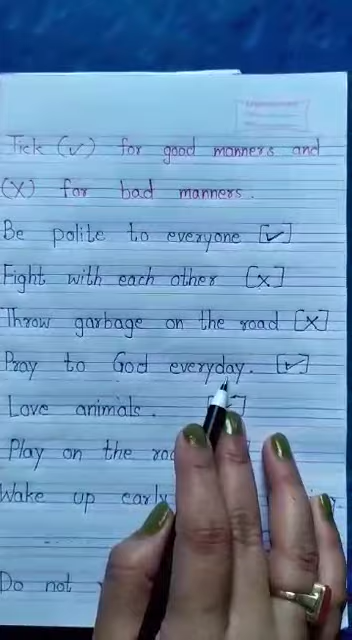 Tick (✓) for good manners and
(X) for bad manners.
Be polite to everyone [✓]
Fight with each other [X]
Throw garbage on the road [X]
Pray to God everyday. [✓]
Love animals.
Play on the
Wake up early
Do not